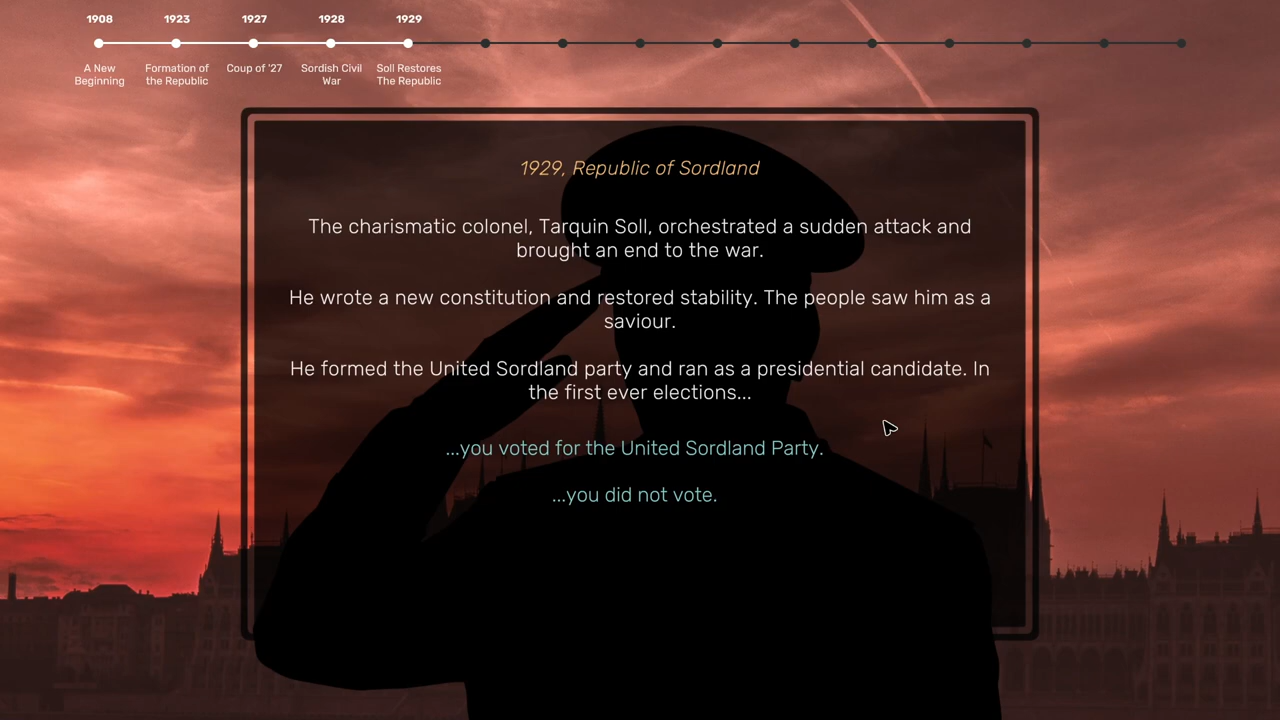 1908
1923
1927
1928
1929
A New
Beginning
Formation of
the Republic
Coup of '27
Sordish Civil
War
Soll Restores
The Republic
1929, Republic of Sordland
The charismatic colonel, Tarquin Soll, orchestrated a sudden attack and
brought an end to the war.
He wrote a new constitution and restored stability. The people saw him as a
saviour.
He formed the United Sordland party and ran as a presidential candidate. In
the first ever elections...
...you voted for the United Sordland Party.
...you did not vote.